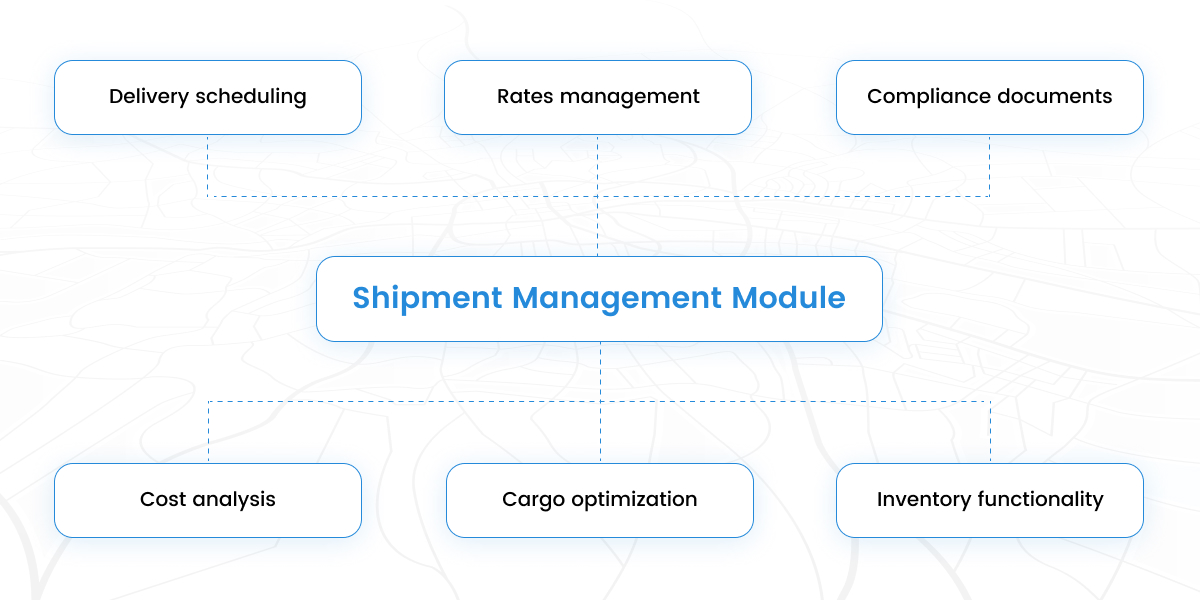 Delivery scheduling
Rates management
Compliance documents
Shipment Management Module
Cost analysis
Cargo optimization
Inventory functionality